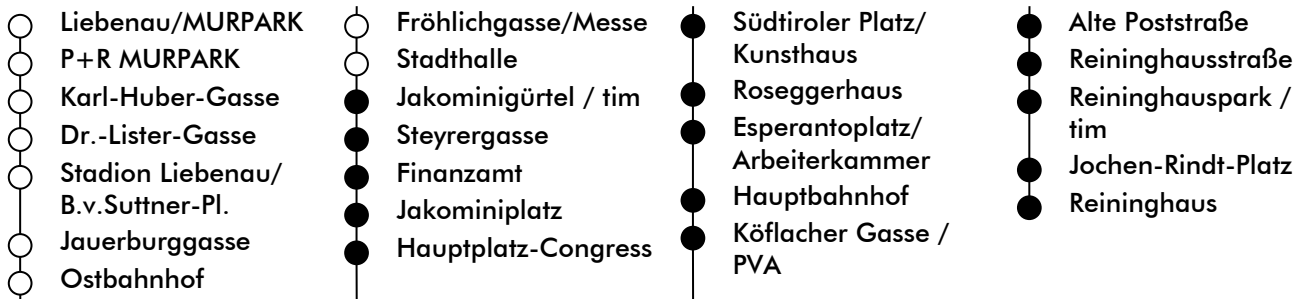 Liebenau/MURPARK
P+R MURPARK
Karl-Huber-Gasse
Dr.-Lister-Gasse
Stadion Liebenau/
B.v.Suttner-Pl.
Jauerburggasse
Ostbahnhof
Fröhlichgasse/Messe
Stadthalle
Jakominigürtel / tim
Steyrergasse
Finanzamt
Jakominiplatz
Hauptplatz-Congress
Südtiroler Platz/
Kunsthaus
Roseggerhaus
Esperantoplatz/
Arbeiterkammer
Hauptbahnhof
Köflacher Gasse /
PVA
Alte Poststraße
Reininghausstraße
Reininghauspark /
tim
Jochen-Rindt-Platz
Reininghaus